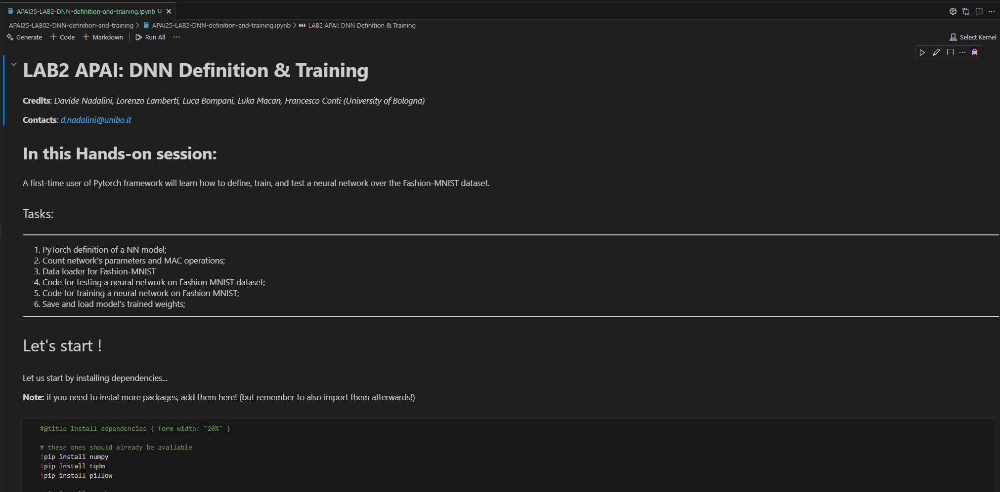 APAI25-LAB2-DNN-definition-and-training.ipynb U
APAI25-LAB02-DNN-definition-and-training > APAI25-LAB2-DNN-definition-and-training.ipynb > M↓ LAB2 APAI: DNN Definition & Training
Generate + Code + Markdown Run All ...
Select Kernel
LAB2 APAI: DNN Definition & Training
Credits: Davide Nadalini, Lorenzo Lamberti, Luca Bompani, Luka Macan, Francesco Conti (University of Bologna)
Contacts: d.nadalini@unibo.it
In this Hands-on session:
A first-time user of Pytorch framework will learn how to define, train, and test a neural network over the Fashion-MNIST dataset.
Tasks:
1. PyTorch definition of a NN model;
2. Count network’s parameters and MAC operations;
3. Data loader for Fashion-MNIST
4. Code for testing a neural network on Fashion MNIST dataset;
5. Code for training a neural network on Fashion MNIST;
6. Save and load model’s trained weights;
Let's start !
Let us start by installing dependencies...
Note: if you need to instal more packages, add them here! (but remember to also import them afterwards!)
#@title Install dependencies { form-width: "20%" }
# these ones should already be available
!pip install numpy
!pip install tqdm
!pip install pillow